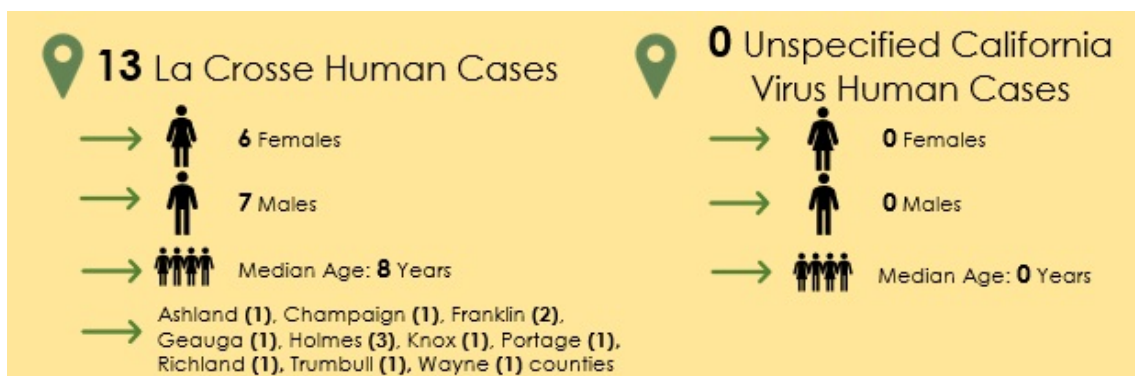 13 La Crosse Human Cases
6 Females
7 Males
Median Age: 8 Years
Ashland (1), Champaign (1), Franklin (2),
Geauga (1), Holmes (3), Knox (1), Portage (1),
Richland (1), Trumbull (1), Wayne (1) counties
0 Unspecified California
Virus Human Cases
0 Females
0 Males
Median Age: 0 Years